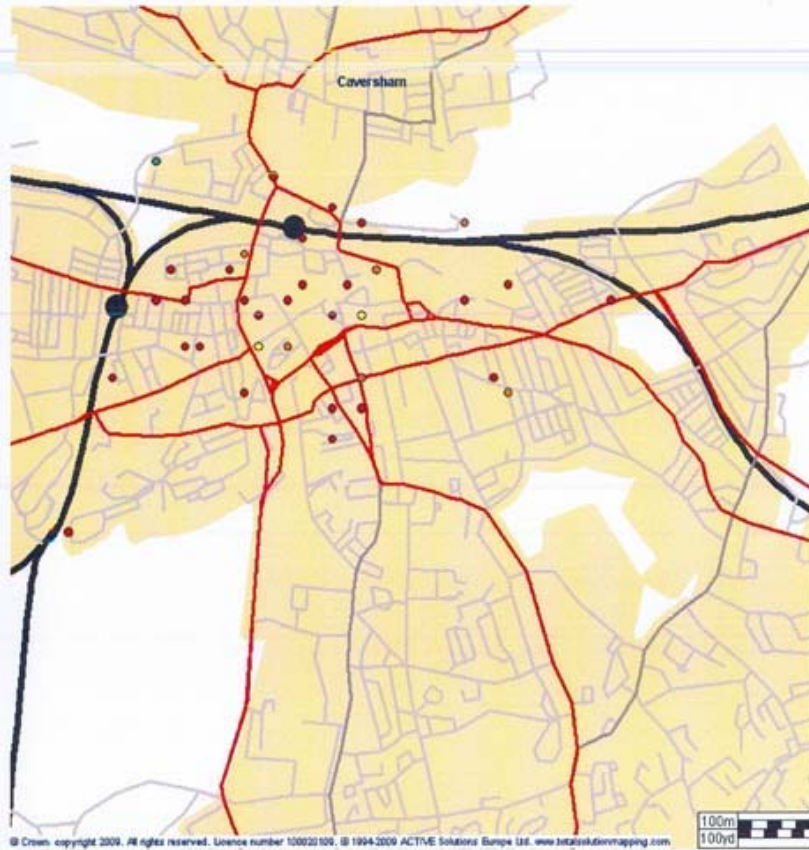 Caversham
100m
100yd
© Crown copyright 2009. All rights reserved. Licence number 100020109. © 1994-2009 ACTIVE Solutions Europe Ltd. www.totalsolutionmapping.com